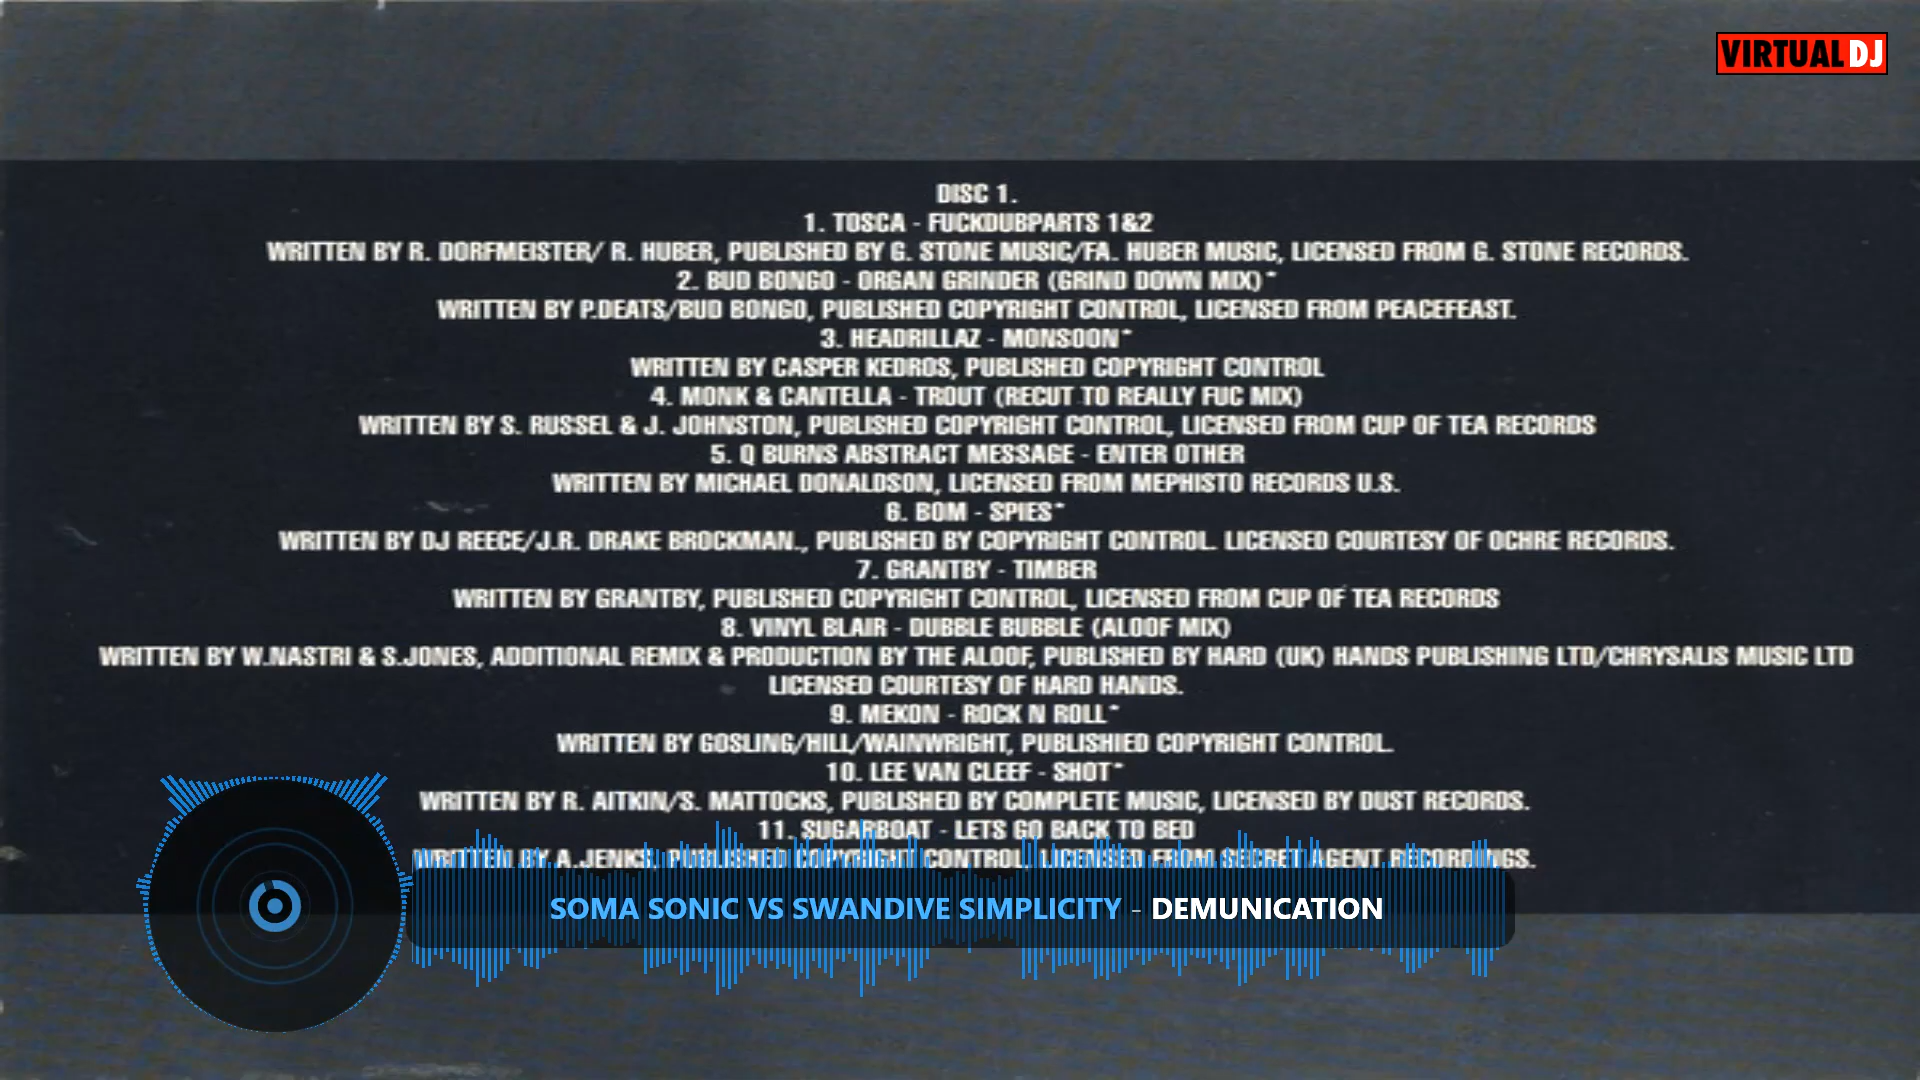 VIRTUAL DJ
DISC 1.
1. TOSCA - FUCKDUBPARTS 1&2
WRITTEN BY R. DORFMEISTER/ R. HUBER, PUBLISHED BY G. STONE MUSIC/FA. HUBER MUSIC, LICENSED FROM G. STONE RECORDS.
2. BUD BONGO - ORGAN GRINDER (GRIND DOWN MIX)*
WRITTEN BY P.DEATS/BUD BONGO, PUBLISHED COPYRIGHT CONTROL, LICENSED FROM PEACEFEAST.
3. HEADRILLAZ - MONSOON*
WRITTEN BY CASPER KEDROS, PUBLISHED COPYRIGHT CONTROL
4. MONK & CANTELLA - TROUT (RECUT TO REALLY FUC MIX)
WRITTEN BY S. RUSSEL & J. JOHNSTON, PUBLISHED COPYRIGHT CONTROL, LICENSED FROM CUP OF TEA RECORDS
5. Q BURNS ABSTRACT MESSAGE - ENTER OTHER
WRITTEN BY MICHAEL DONALDSON, LICENSED FROM MEPHISTO RECORDS U.S.
6. BOM - SPIES*
WRITTEN BY DJ REECE/J.R. DRAKE BROCKMAN., PUBLISHED BY COPYRIGHT CONTROL. LICENSED COURTESY OF OCHRE RECORDS.
7. GRANTBY - TIMBER
WRITTEN BY GRANTBY, PUBLISHED COPYRIGHT CONTROL, LICENSED FROM CUP OF TEA RECORDS
8. VINYL BLAIR - DUBBLE BUBBLE (ALOOF MIX)
WRITTEN BY W.NASTRI & S.JONES, ADDITIONAL REMIX & PRODUCTION BY THE ALOOF, PUBLISHED BY HARD (UK) HANDS PUBLISHING LTD/CHRYSALIS MUSIC LTD
LICENSED COURTESY OF HARD HANDS.
9. MEKON - ROCK N ROLL*
WRITTEN BY GOSLING/HILL/WAINWRIGHT, PUBLISHIED COPYRIGHT CONTROL.
10. LEE VAN CLEEF - SHOT*
WRITTEN BY R. AITKIN/S. MATTOCKS, PUBLISHED BY COMPLETE MUSIC, LICENSED BY DUST RECORDS.
11. SUGARBOAT - LETS GO BACK TO BED
WRITTEN BY A.JENKS, PUBLISHED COPYRIGHT CONTROL, LICENSED FROM SECRET AGENT RECORDINGS.
SOMA SONIC VS SWANDIVE SIMPLICITY - DEMUNICATION